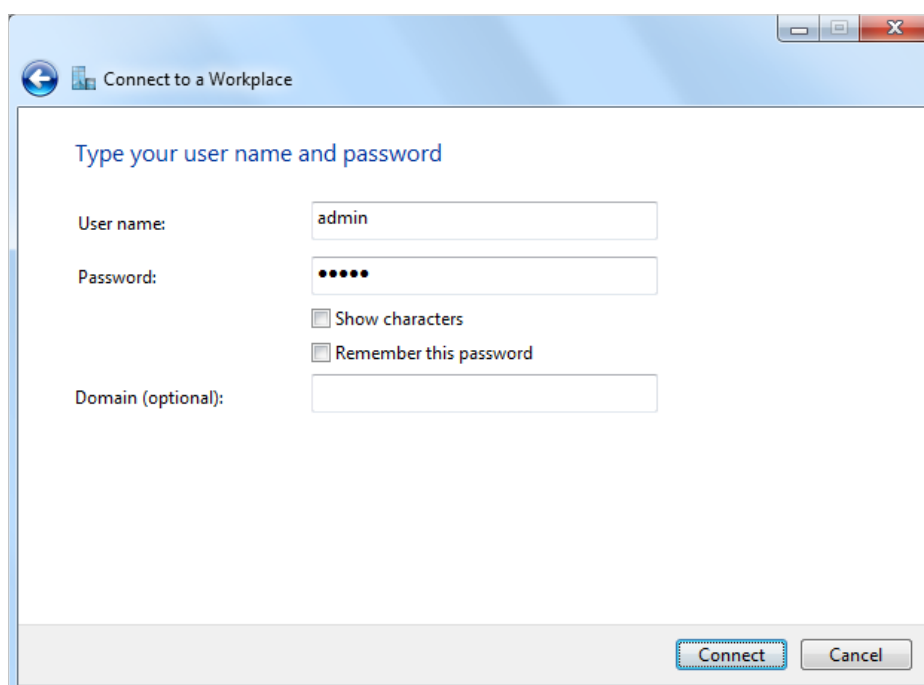 Connect to a Workplace
Type your user name and password
User name:
admin
Password:
•••••
Show characters
Remember this password
Domain (optional):
Connect
Cancel